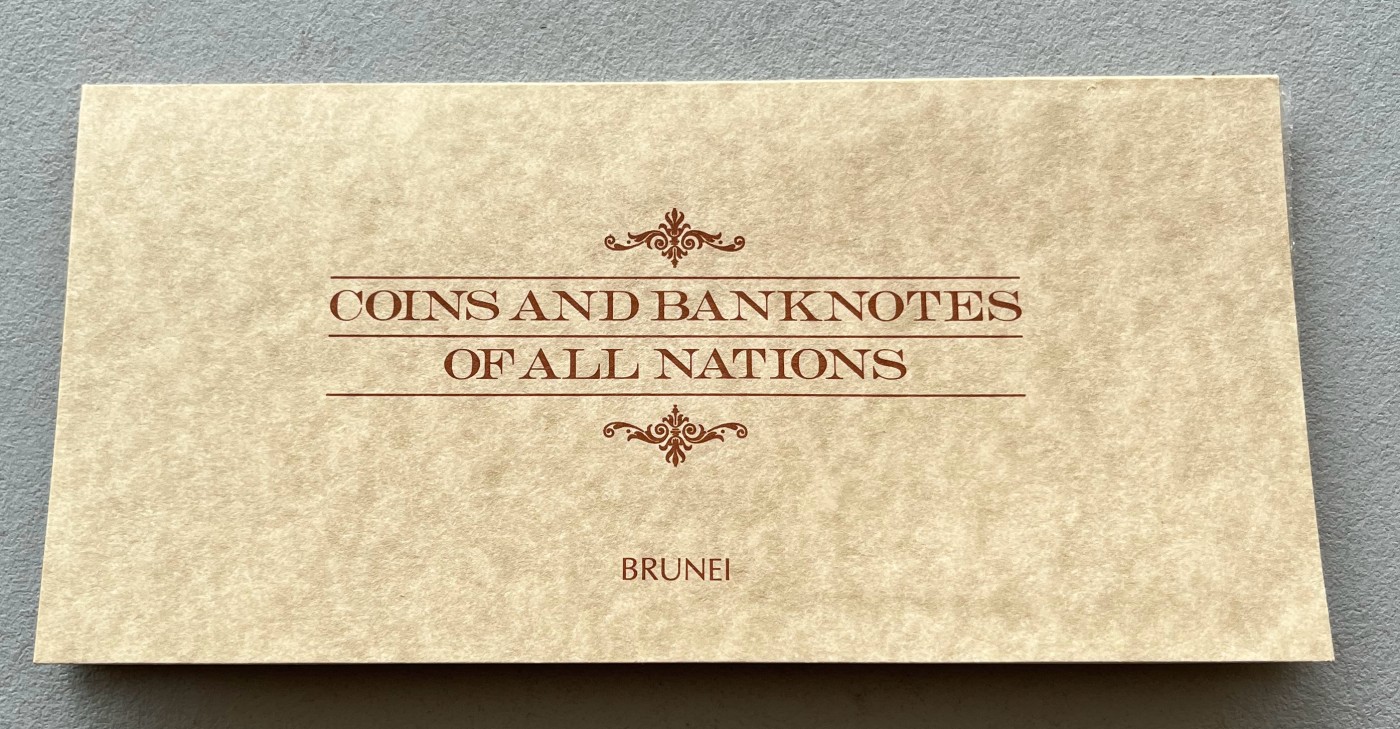 COINS AND BANKNOTES
OF ALL NATIONS
BRUNEI